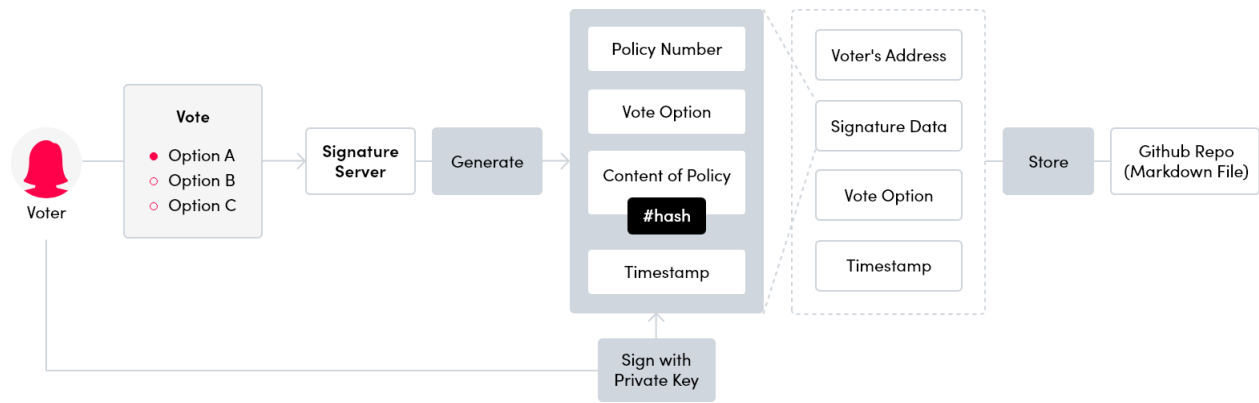 Voter
Vote
Option A
Option B
Option C
Signature
Server
Generate
Policy Number
Vote Option
Content of Policy
#hash
Timestamp
Sign with
Private Key
Voter's Address
Signature Data
Vote Option
Timestamp
Store
Github Repo
(Markdown File)